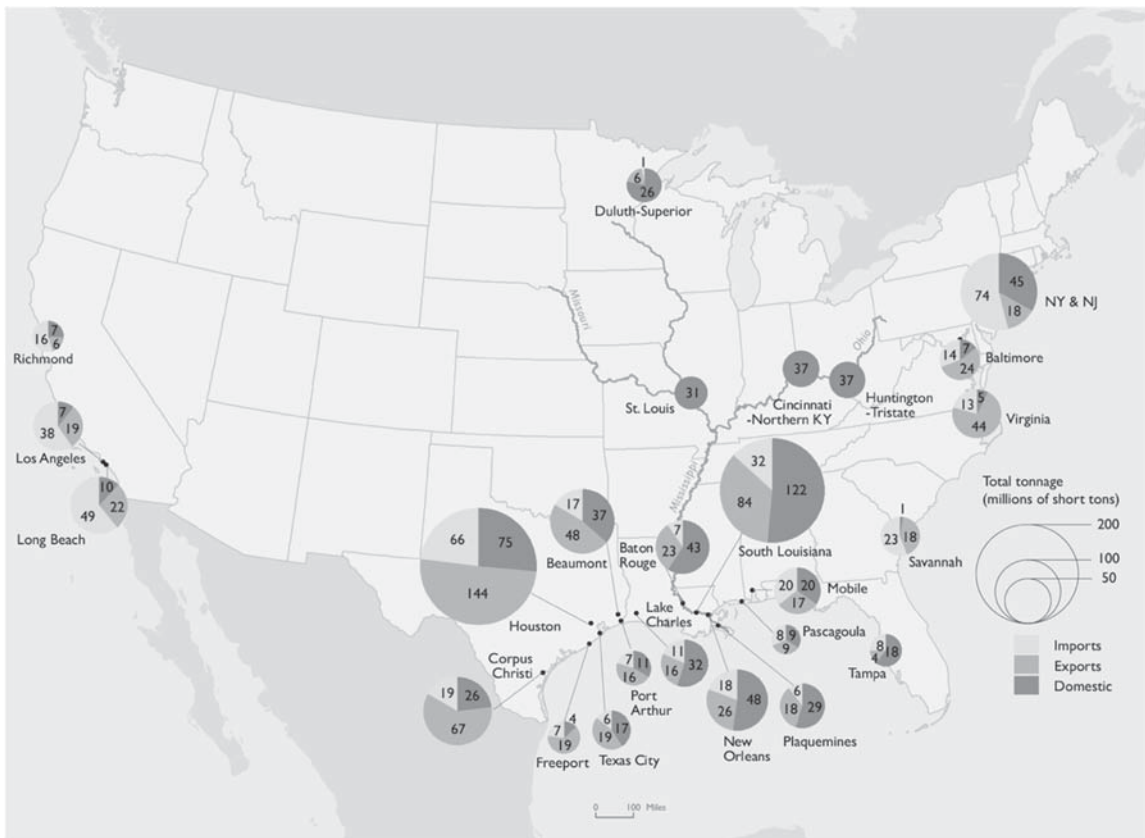 1
6
26
Duluth-Superior
Missouri
Ohio
74
45
18
NY & NJ
16
7
6
Richmond
14
7
24
Baltimore
37
Cincinnati
-Northern KY
37
Huntington
-Tristate
31
St. Louis
13
5
44
Virginia
7
38
19
Los Angeles
10
49
22
Long Beach
Mississippi
32
122
84
South Louisiana
Total tonnage
(millions of short tons)
200
100
50
1
23
18
Savannah
17
37
48
Beaumont
7
Baton
Rouge
23
43
66
75
144
Houston
20
20
17
Mobile
Lake
Charles
8
9
9
Pascagoula
8
18
4
Tampa
Imports
Exports
Domestic
Corpus
Christi
19
26
67
7
11
16
Port
Arthur
11
16
32
18
48
26
New
Orleans
6
18
29
Plaquemines
7
4
19
Freeport
6
17
19
Texas City
0
100
Miles